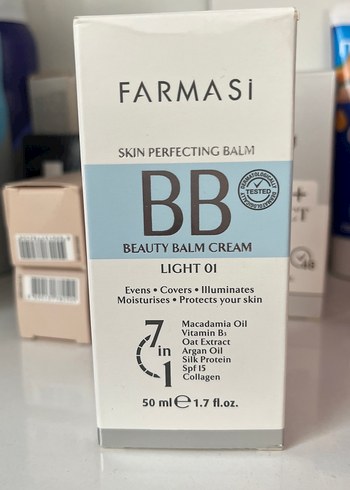 FARMASi
SKIN PERFECTING BALM
BB
DERMATOLOGICALLY
TESTED
BEAUTY BALM CREAM
LIGHT 01
Evens • Covers • Illuminates
Moisturises • Protects your skin
7 in 1
Macadamia Oil
Vitamin B₃
Oat Extract
Argan Oil
Silk Protein
Spf 15
Collagen
50 ml ℮ 1.7 fl.oz.